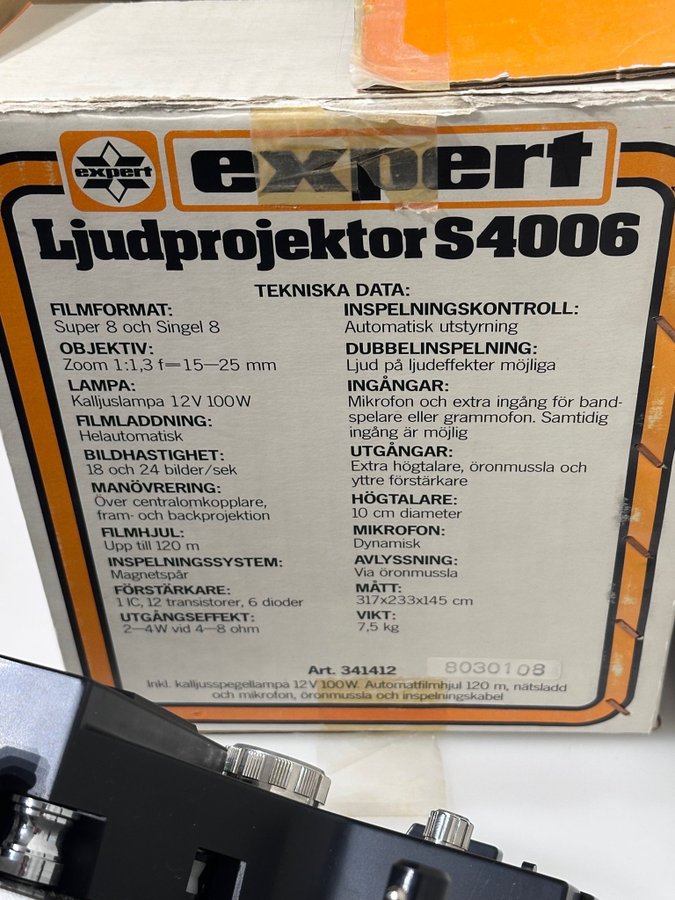 expert
expert
Ljudprojektor S4006
TEKNISKA DATA:
FILMFORMAT:
Super 8 och Singel 8
OBJEKTIV:
Zoom 1:1,3 f=15–25 mm
LAMPA:
Kalljuslampa 12V 100W
FILMLADDNING:
Helautomatisk
BILDHASTIGHET:
18 och 24 bilder/sek
MANÖVRERING:
Över centralomkopplare,
fram- och backprojektion
FILMHJUL:
Upp till 120 m
INSPELNINGSSYSTEM:
Magnetspår
FÖRSTÄRKARE:
1 IC, 12 transistorer, 6 dioder
UTGÅNGSEFFEKT:
2–4W vid 4–8 ohm
INSPELNINGSKONTROLL:
Automatisk utstyrning
DUBBELINSPELNING:
Ljud på ljudeffekter möjliga
INGÅNGAR:
Mikrofon och extra ingång för band-
spelare eller grammofon. Samtidig
ingång är möjlig
UTGÅNGAR:
Extra högtalare, öronmussla och
yttre förstärkare
HÖGTALARE:
10 cm diameter
MIKROFON:
Dynamisk
AVLYSSNING:
Via öronmussla
MÅTT:
317x233x145 cm
VIKT:
7,5 kg
Art. 341412 8030108
Inkl. kalljusspegellampa 12V 100W. Automatfilmhjul 120 m, nätsladd
och mikrofon, öronmussla och inspelningskabel